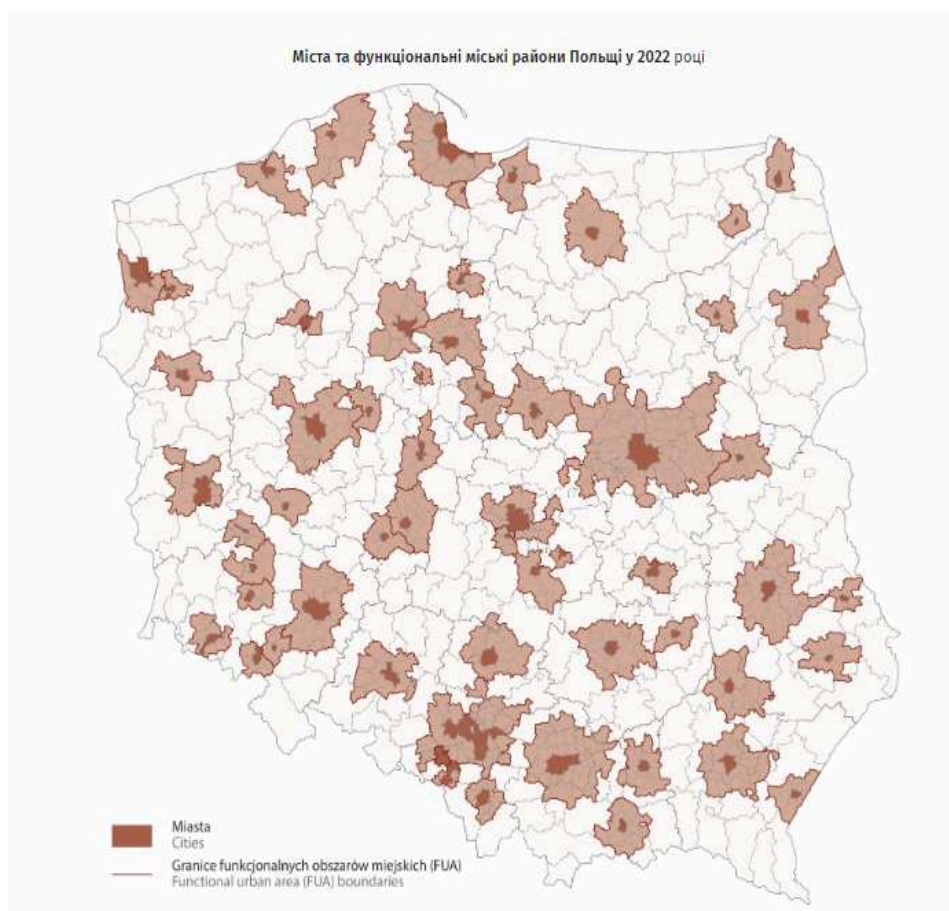 Міста та функціональні міські райони Польщі у 2022 році
Miasta
Cities
Granice funkcjonalnych obszarów miejskich (FUA)
Functional urban area (FUA) boundaries